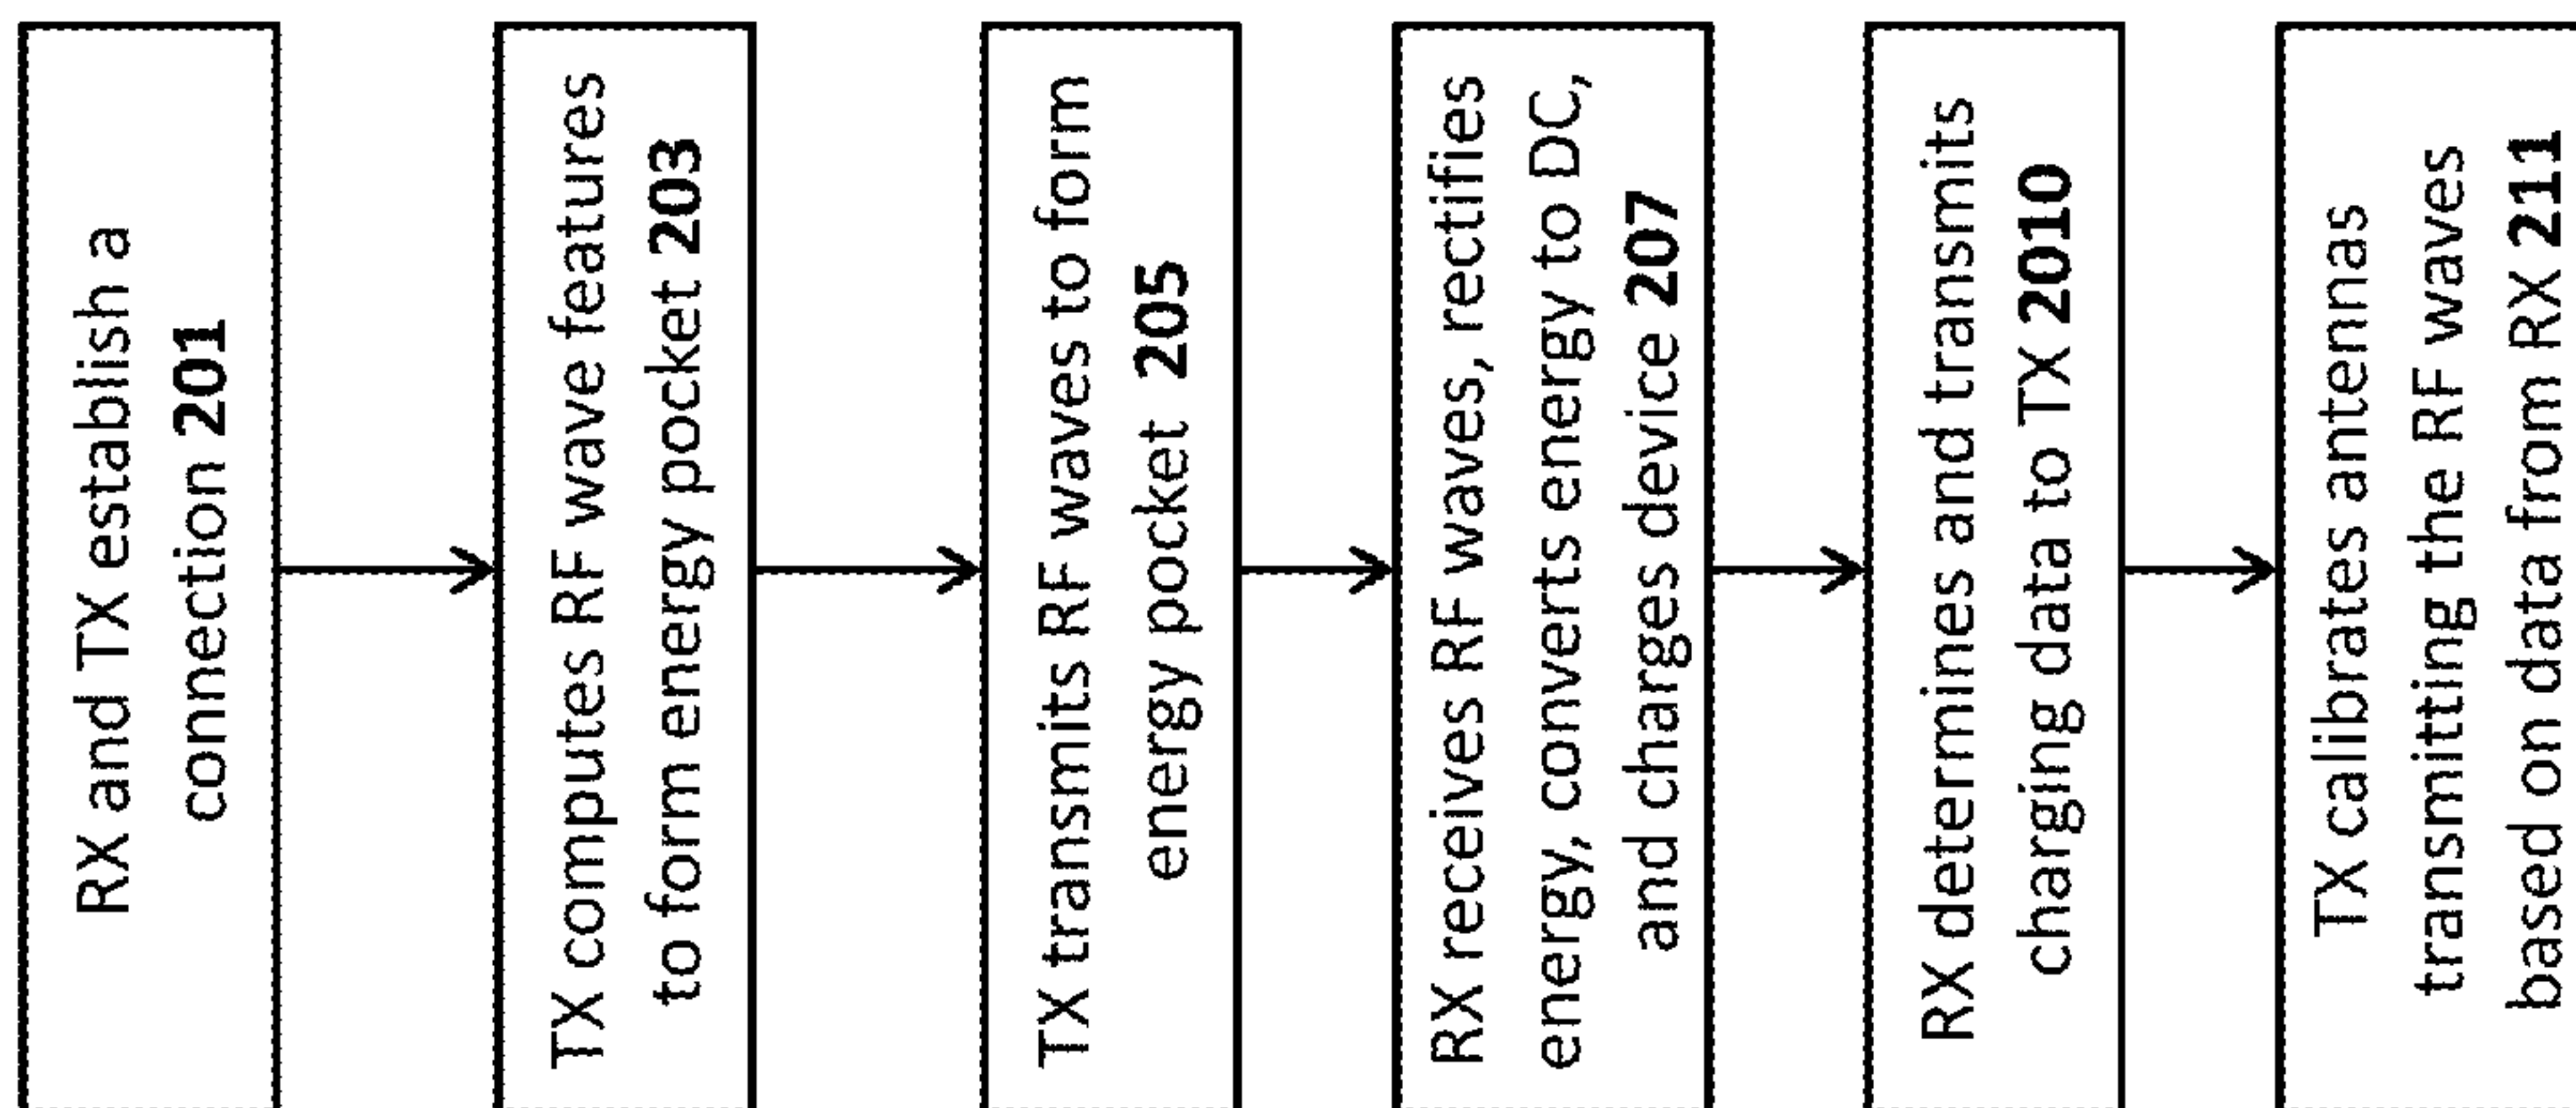 RX and TX establish a
connection 201
TX computes RF wave features
to form energy pocket 203
TX transmits RF waves to form
energy pocket 205
RX receives RF waves, rectifies
energy, converts energy to DC,
and charges device 207
RX determines and transmits
charging data to TX 2010
TX calibrates antennas
transmitting the RF waves
based on data from RX 211